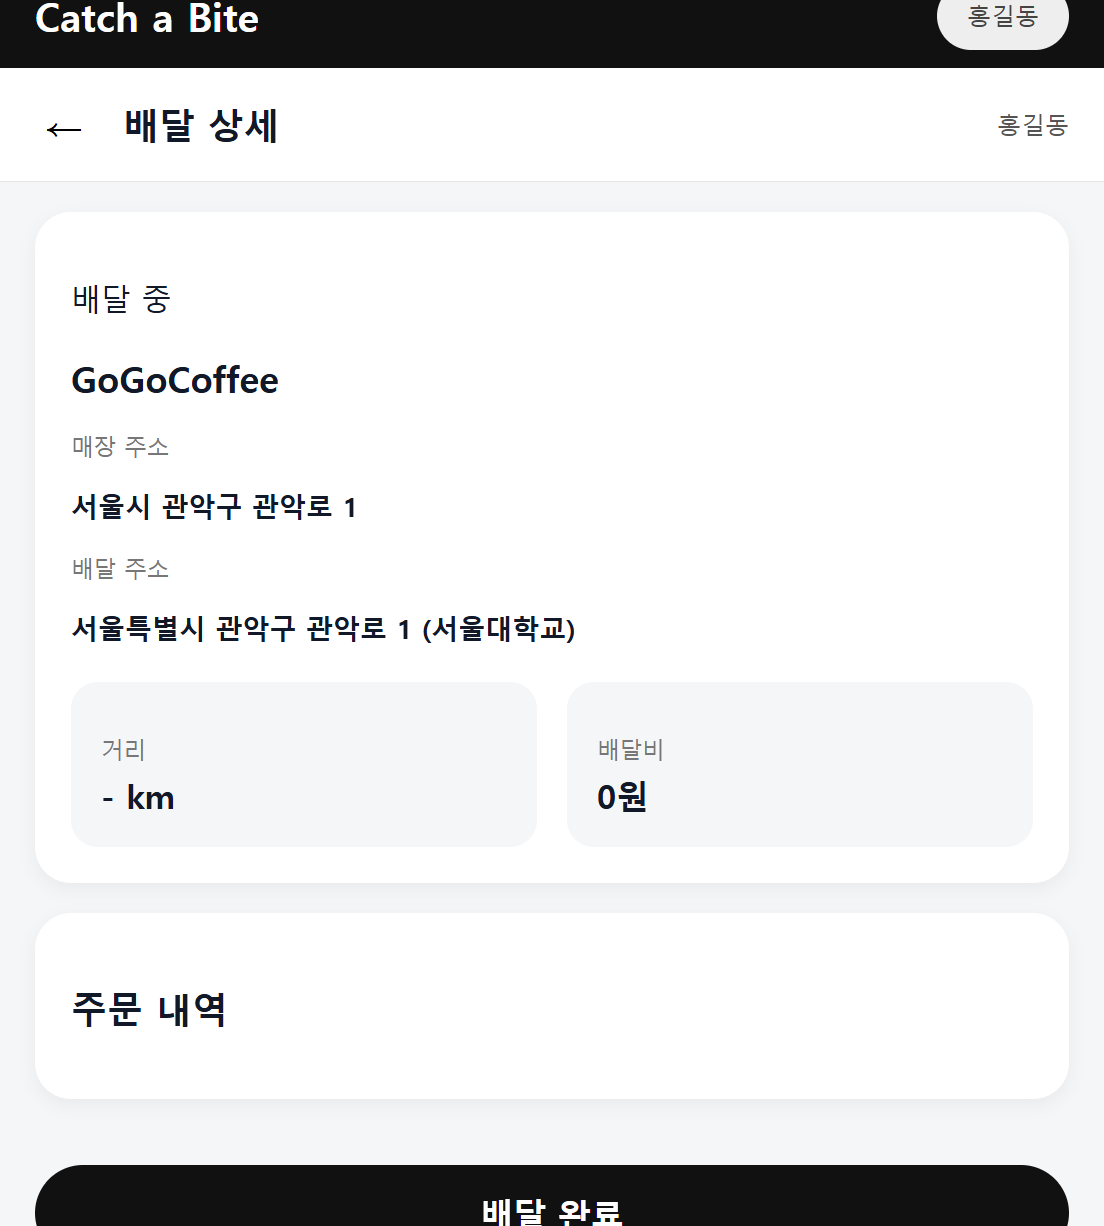 Catch a Bite
홍길동
← 배달 상세
홍길동
배달 중
GoGoCoffee
매장 주소
서울시 관악구 관악로 1
배달 주소
서울특별시 관악구 관악로 1 (서울대학교)
거리
- km
배달비
0원
주문 내역
배달 완료